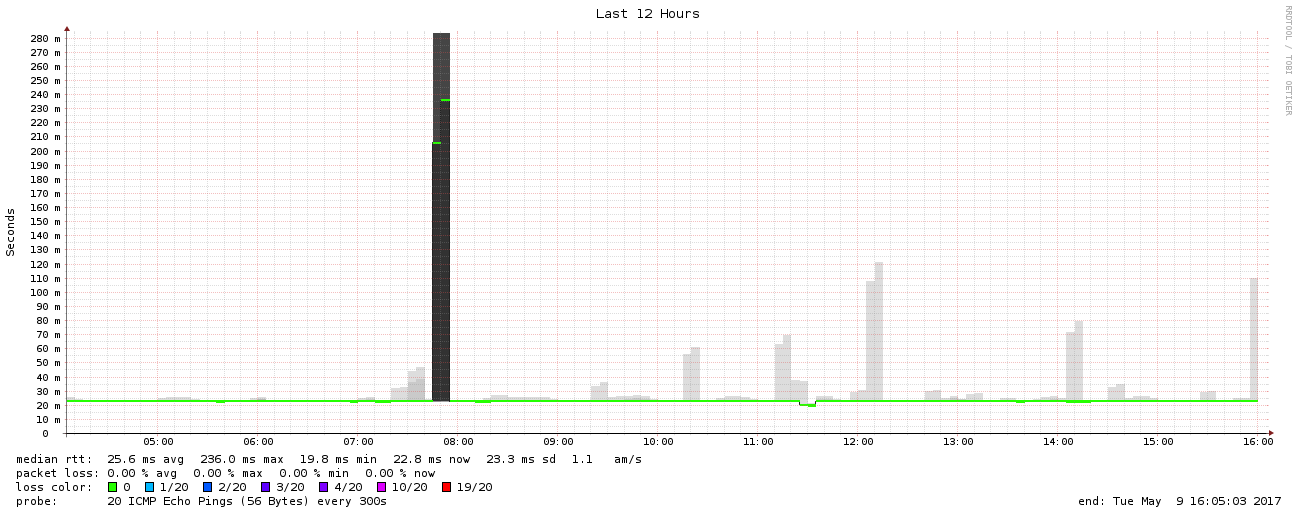 Last 12 Hours
RRDTOOL / TOBI OETIKER
Seconds
280 m
270 m
260 m
250 m
240 m
230 m
220 m
210 m
200 m
190 m
180 m
170 m
160 m
150 m
140 m
130 m
120 m
110 m
100 m
90 m
80 m
70 m
60 m
50 m
40 m
30 m
20 m
10 m
0
05:00 06:00 07:00 08:00 09:00 10:00 11:00 12:00 13:00 14:00 15:00 16:00
median rtt: 25.6 ms avg 236.0 ms max 19.8 ms min 22.8 ms now 23.3 ms sd 1.1 am/s
packet loss: 0.00 % avg 0.00 % max 0.00 % min 0.00 % now
loss color: 0 1/20 2/20 3/20 4/20 10/20 19/20
probe: 20 ICMP Echo Pings (56 Bytes) every 300s end: Tue May 9 16:05:03 2017